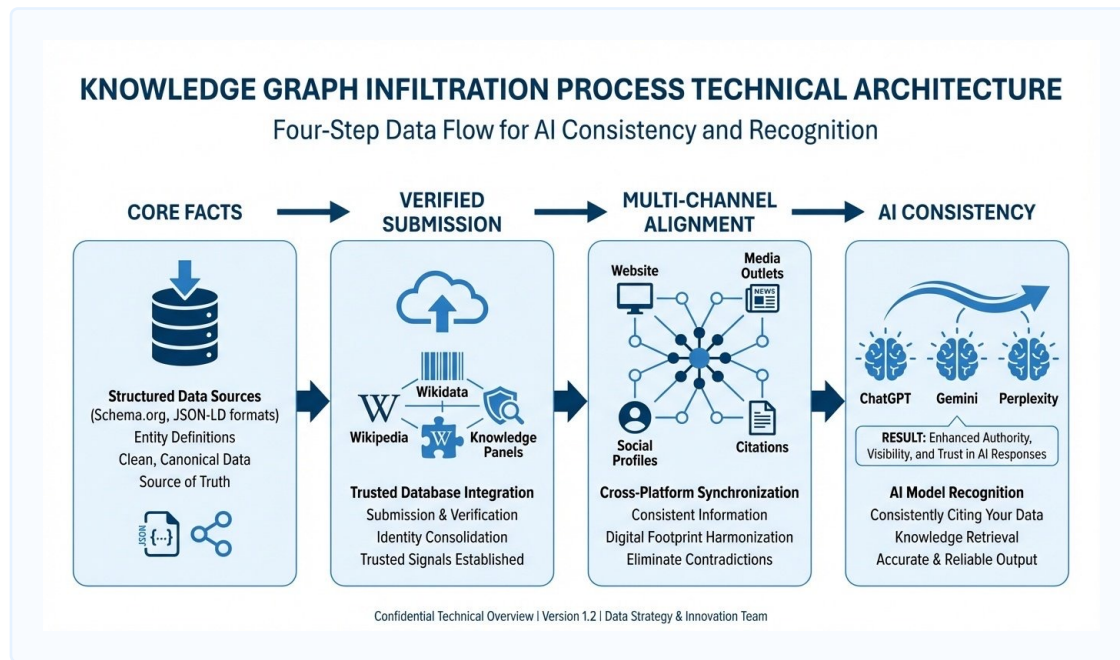 KNOWLEDGE GRAPH INFILTRATION PROCESS TECHNICAL ARCHITECTURE
Four-Step Data Flow for AI Consistency and Recognition
CORE FACTS
Structured Data Sources
(Schema.org, JSON-LD formats)
Entity Definitions
Clean, Canonical Data
Source of Truth
JSON
{...}
VERIFIED
SUBMISSION
Wikidata
W
Wikipedia
W
Knowledge
Panels
Trusted Database Integration
Submission & Verification
Identity Consolidation
Trusted Signals Established
MULTI-CHANNEL
ALIGNMENT
Website
Media
Outlets
NEWS
Social
Profiles
Citations
Cross-Platform Synchronization
Consistent Information
Digital Footprint Harmonization
Eliminate Contradictions
AI CONSISTENCY
ChatGPT
Gemini
Perplexity
RESULT: Enhanced Authority,
Visibility, and Trust in AI Responses
AI Model Recognition
Consistently Citing Your Data
Knowledge Retrieval
Accurate & Reliable Output
Confidential Technical Overview | Version 1.2 | Data Strategy & Innovation Team